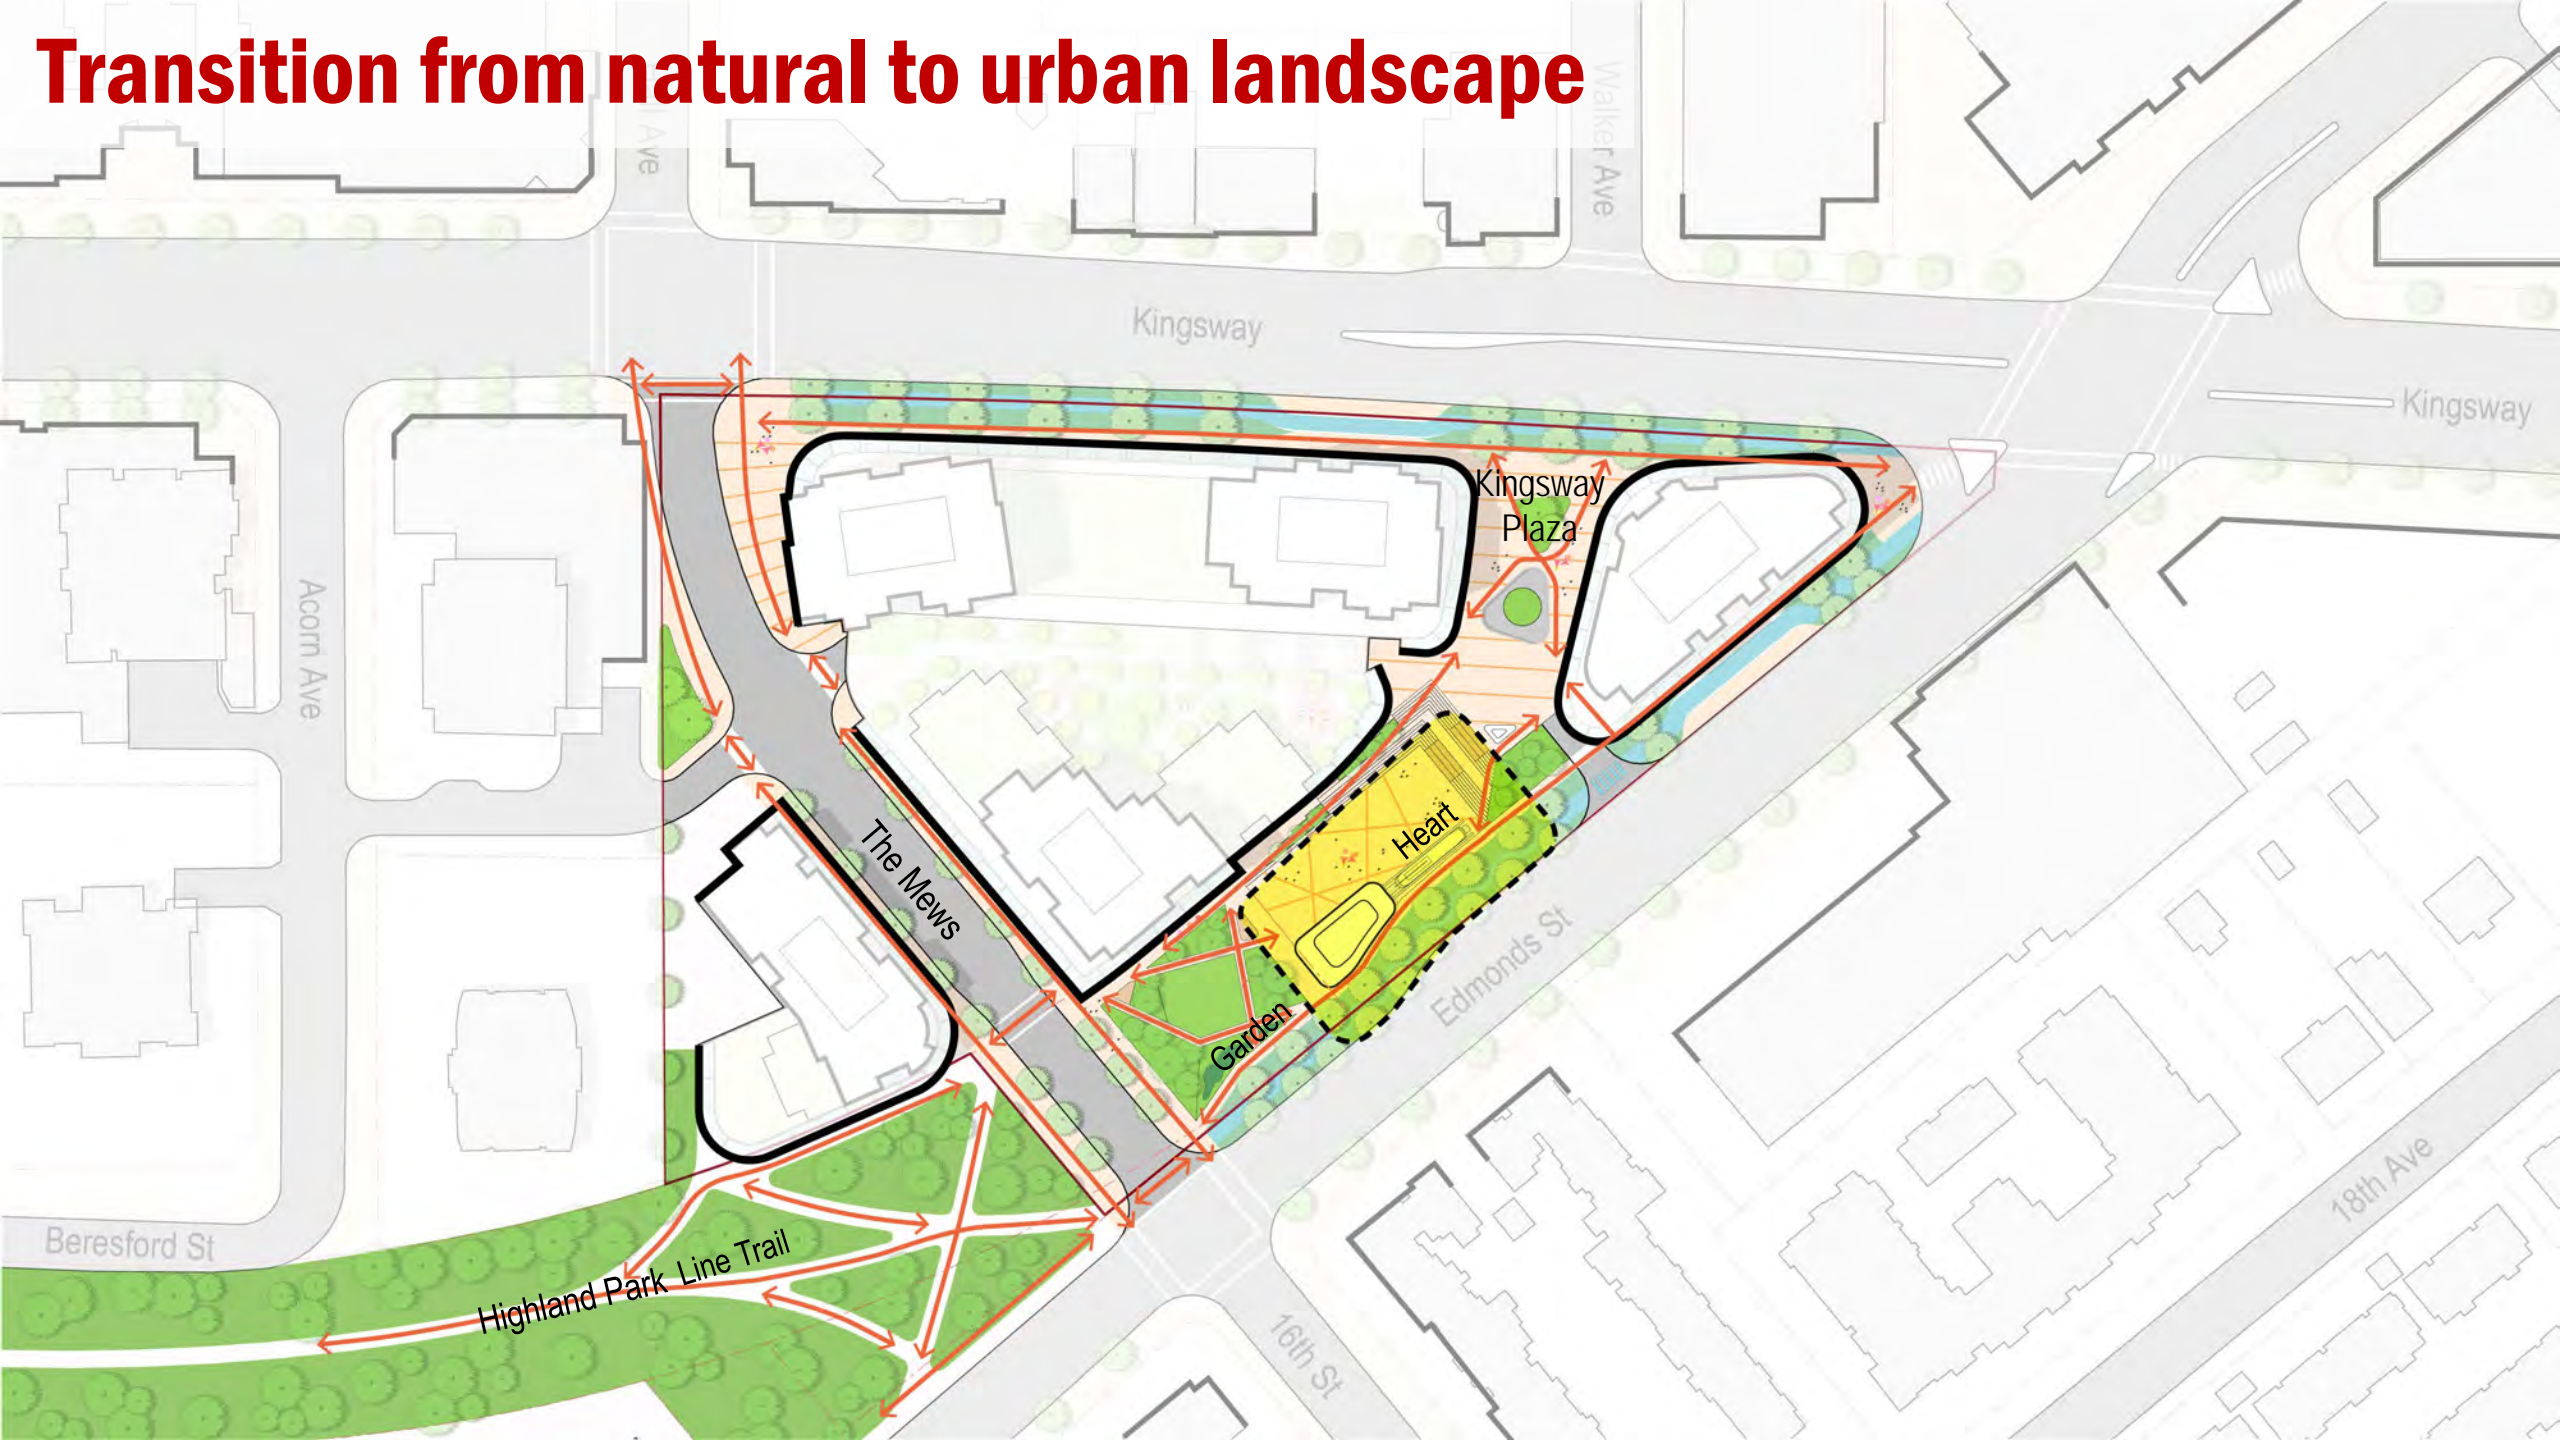 Transition from natural to urban landscape
Ave
Walker Ave
Kingsway
Kingsway
Kingsway
Plaza
Acorn Ave
The Mews
Heart
Garden
Edmonds St
Highland Park Line Trail
Beresford St
16th St
18th Ave